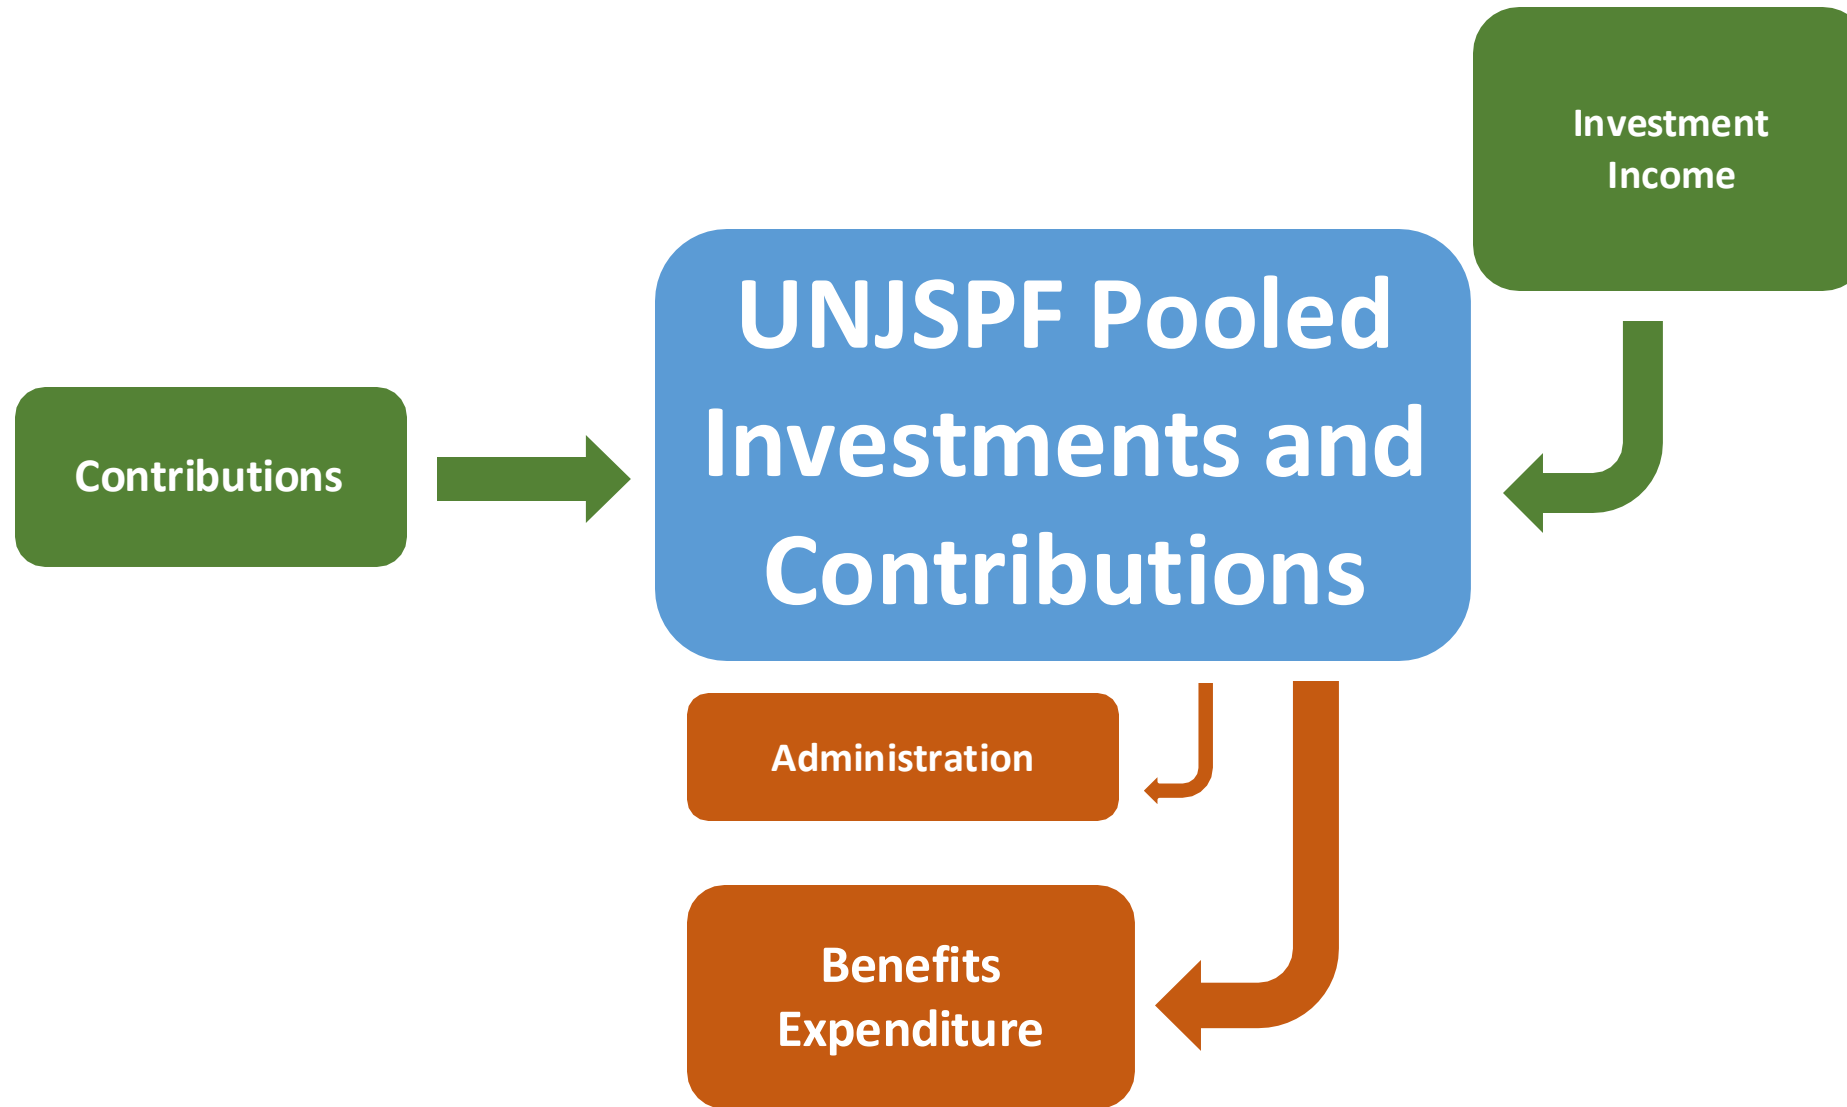 Investment
Income
UNJSPF Pooled
Investments and
Contributions
Contributions
Administration
Benefits
Expenditure